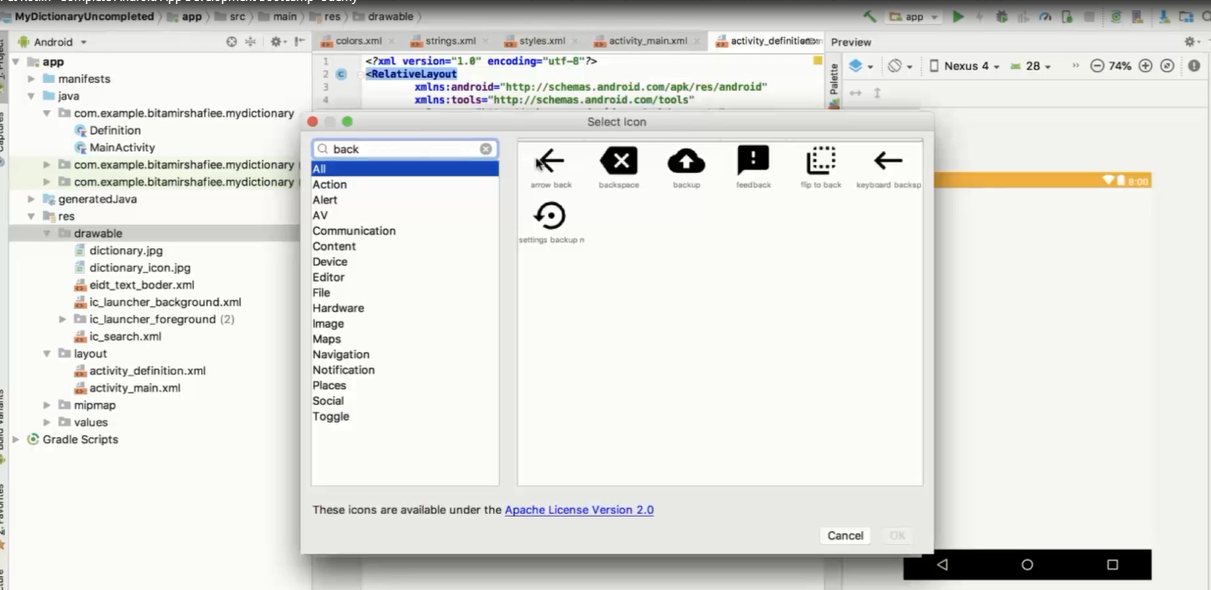 MyDictionaryUncompleted app src main res drawable
app
Android
colors.xml strings.xml styles.xml activity_main.xml
Preview
app
manifests
java
com.example.bitamirshafiee.mydictionary
Definition
MainActivity
com.example.bitamirshafiee.mydictionary
com.example.bitamirshafiee.mydictionary
generatedJava
res
drawable
dictionary.jpg
dictionary_icon.jpg
eidt_text_boder.xml
ic_launcher_background.xml
ic_launcher_foreground (2)
ic_search.xml
layout
activity_definition.xml
activity_main.xml
mipmap
values
Gradle Scripts
1 <?xml version="1.0" encoding="utf-8"?>
2 <RelativeLayout
3 xmlns:android="http://schemas.android.com/apk/res/android"
4 xmlns:tools="http://schemas.android.com/tools"
Palette
Nexus 4 28 74%
8:00
Select Icon
back
All
Action
Alert
AV
Communication
Content
Device
Editor
File
Hardware
Image
Maps
Navigation
Notification
Places
Social
Toggle
arrow back backspace backup feedback flip to back keyboard backsp
settings backup n
These icons are available under the Apache License Version 2.0
Cancel OK